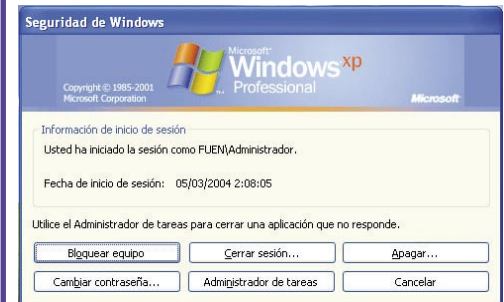 Seguridad de Windows
Microsoft®
Windows xp
Professional
Copyright © 1985-2001
Microsoft Corporation
Microsoft
Información de inicio de sesión
Usted ha iniciado la sesión como FUEN\Administrador.
Fecha de inicio de sesión: 05/03/2004 2:08:05
Utilice el Administrador de tareas para cerrar una aplicación que no responde.
Bloquear equipo
Cerrar sesión...
Apagar...
Cambiar contraseña...
Administrador de tareas
Cancelar